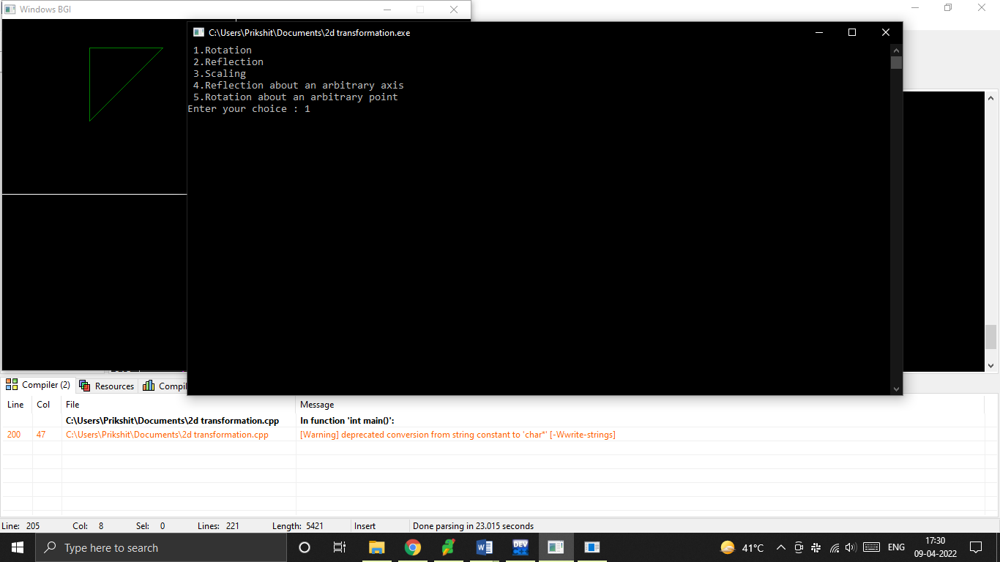 Windows BGI
C:\Users\Prikshit\Documents\2d transformation.exe
1.Rotation
2.Reflection
3.Scaling
4.Reflection about an arbitrary axis
5.Rotation about an arbitrary point
Enter your choice : 1
Compiler (2) Resources Compil
Line Col File Message
C:\Users\Prikshit\Documents\2d transformation.cpp In function 'int main()':
200 47 C:\Users\Prikshit\Documents\2d transformation.cpp [Warning] deprecated conversion from string constant to 'char*' [-Wwrite-strings]
Line: 205 Col: 8 Sel: 0 Lines: 221 Length: 5421 Insert Done parsing in 23.015 seconds
Type here to search DEV 41°C ENG 17:30
09-04-2022